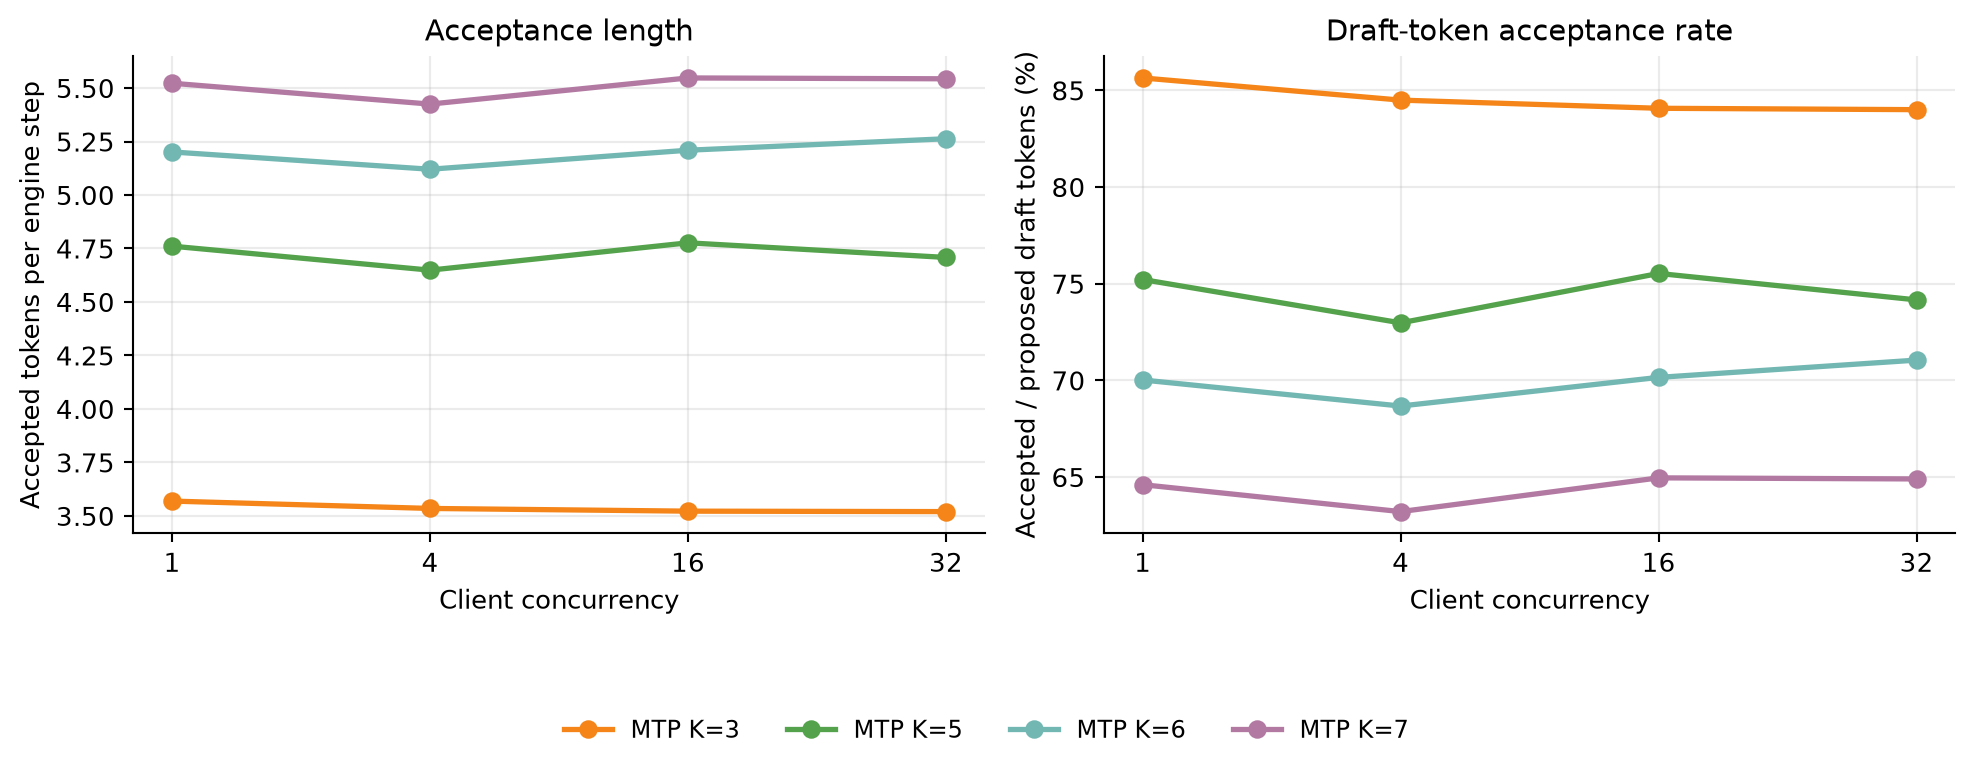 Acceptance length
Accepted tokens per engine step
5.50
5.25
5.00
4.75
4.50
4.25
4.00
3.75
3.50
1 4 16 32
Client concurrency
Draft-token acceptance rate
Accepted / proposed draft tokens (%)
85
80
75
70
65
1 4 16 32
Client concurrency
MTP K=3 MTP K=5 MTP K=6 MTP K=7